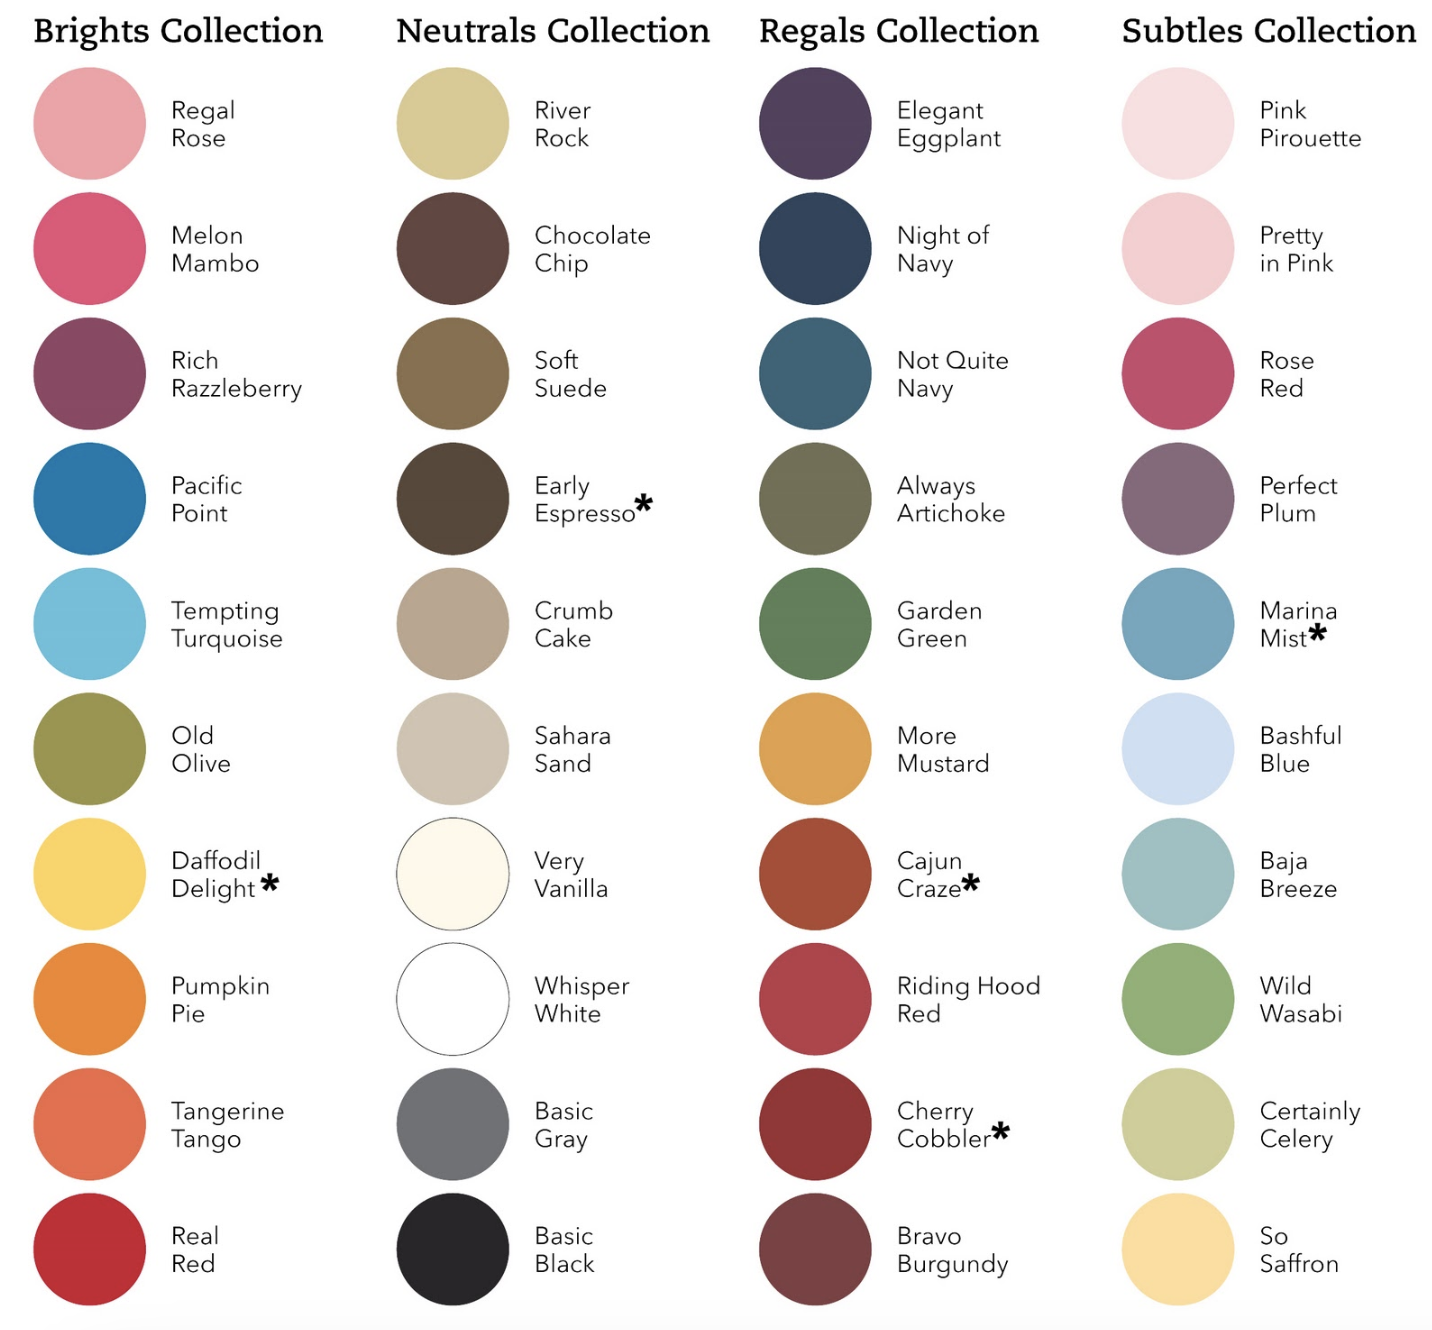 Brights Collection
Regal
Rose
Melon
Mambo
Rich
Razzleberry
Pacific
Point
Tempting
Turquoise
Old
Olive
Daffodil
Delight *
Pumpkin
Pie
Tangerine
Tango
Real
Red
Neutrals Collection
River
Rock
Chocolate
Chip
Soft
Suede
Early
Espresso*
Crumb
Cake
Sahara
Sand
Very
Vanilla
Whisper
White
Basic
Gray
Basic
Black
Regals Collection
Elegant
Eggplant
Night of
Navy
Not Quite
Navy
Always
Artichoke
Garden
Green
More
Mustard
Cajun
Craze*
Riding Hood
Red
Cherry
Cobbler*
Bravo
Burgundy
Subtles Collection
Pink
Pirouette
Pretty
in Pink
Rose
Red
Perfect
Plum
Marina
Mist*
Bashful
Blue
Baja
Breeze
Wild
Wasabi
Certainly
Celery
So
Saffron